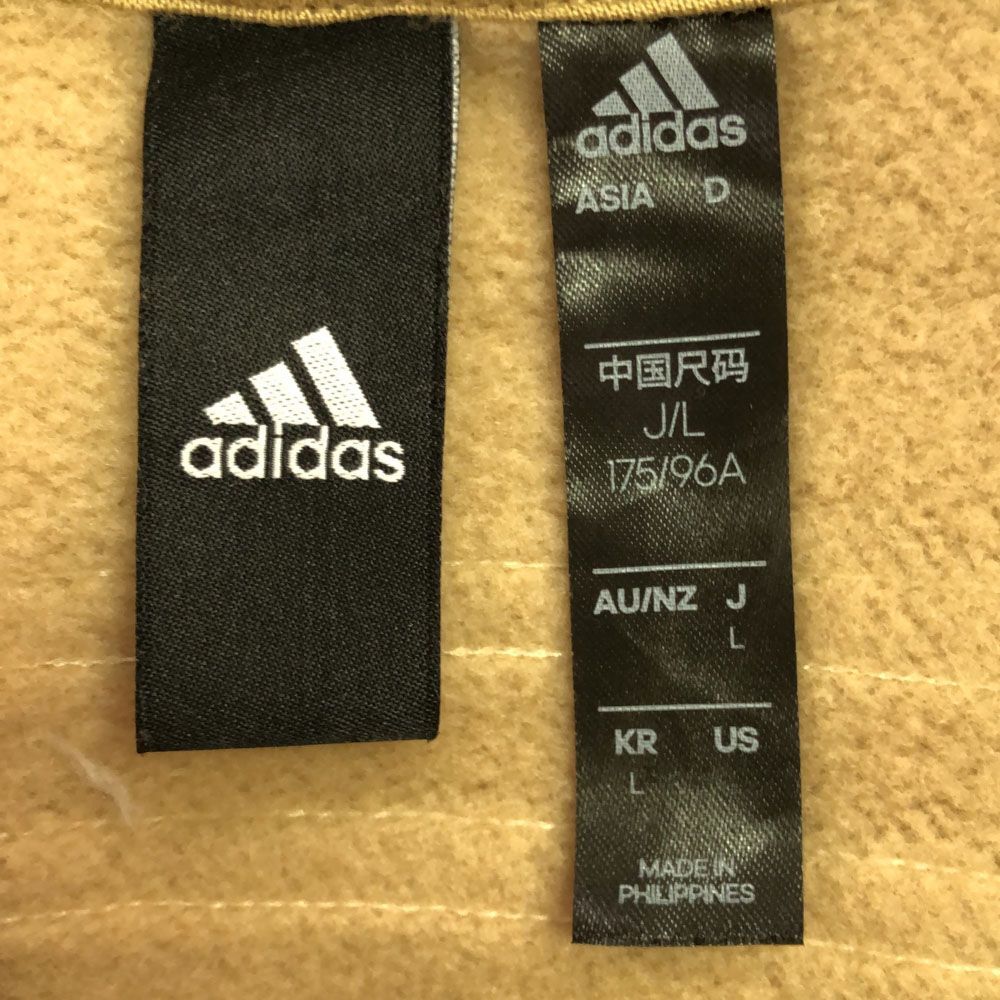 adidas
adidas
ASIA D
中国尺码
J/L
175/96A
AU/NZ J
L
KR US
L
MADE IN
PHILIPPINES